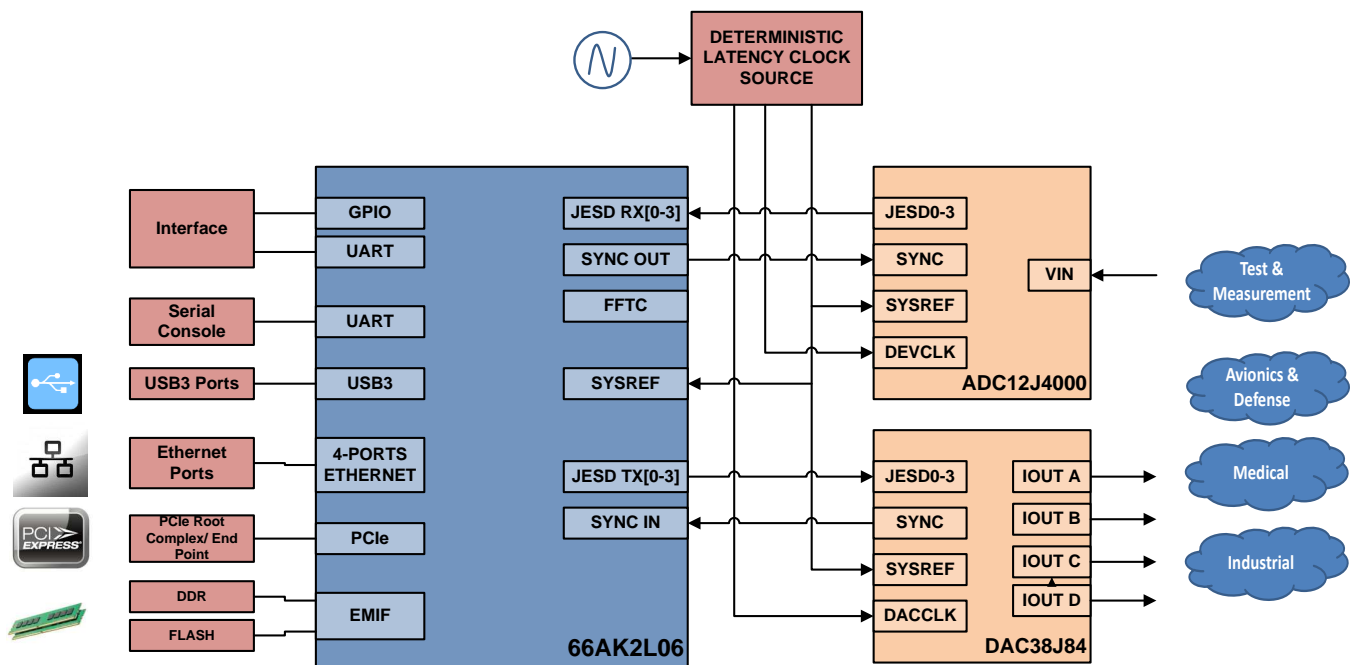 DETERMINISTIC
LATENCY CLOCK
SOURCE
Interface
Serial
Console
USB3 Ports
Ethernet
Ports
PCI
EXPRESS®
PCIe Root
Complex/ End
Point
DDR
FLASH
GPIO
UART
UART
USB3
4-PORTS
ETHERNET
PCIe
EMIF
JESD RX[0-3]
SYNC OUT
FFTC
SYSREF
JESD TX[0-3]
SYNC IN
66AK2L06
JESD0-3
SYNC
SYSREF
DEVCLK
VIN
ADC12J4000
JESD0-3
SYNC
SYSREF
DACCLK
IOUT A
IOUT B
IOUT C
IOUT D
DAC38J84
Test &
Measurement
Avionics &
Defense
Medical
Industrial